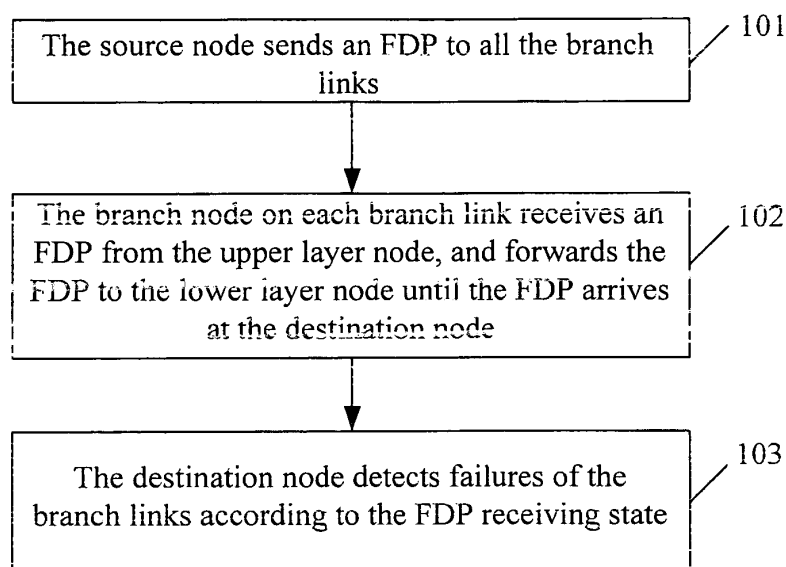 The source node sends an FDP to all the branch
links
101
The branch node on each branch link receives an
FDP from the upper layer node, and forwards the
FDP to the lower layer node until the FDP arrives
at the destination node
102
The destination node detects failures of the
branch links according to the FDP receiving state
103